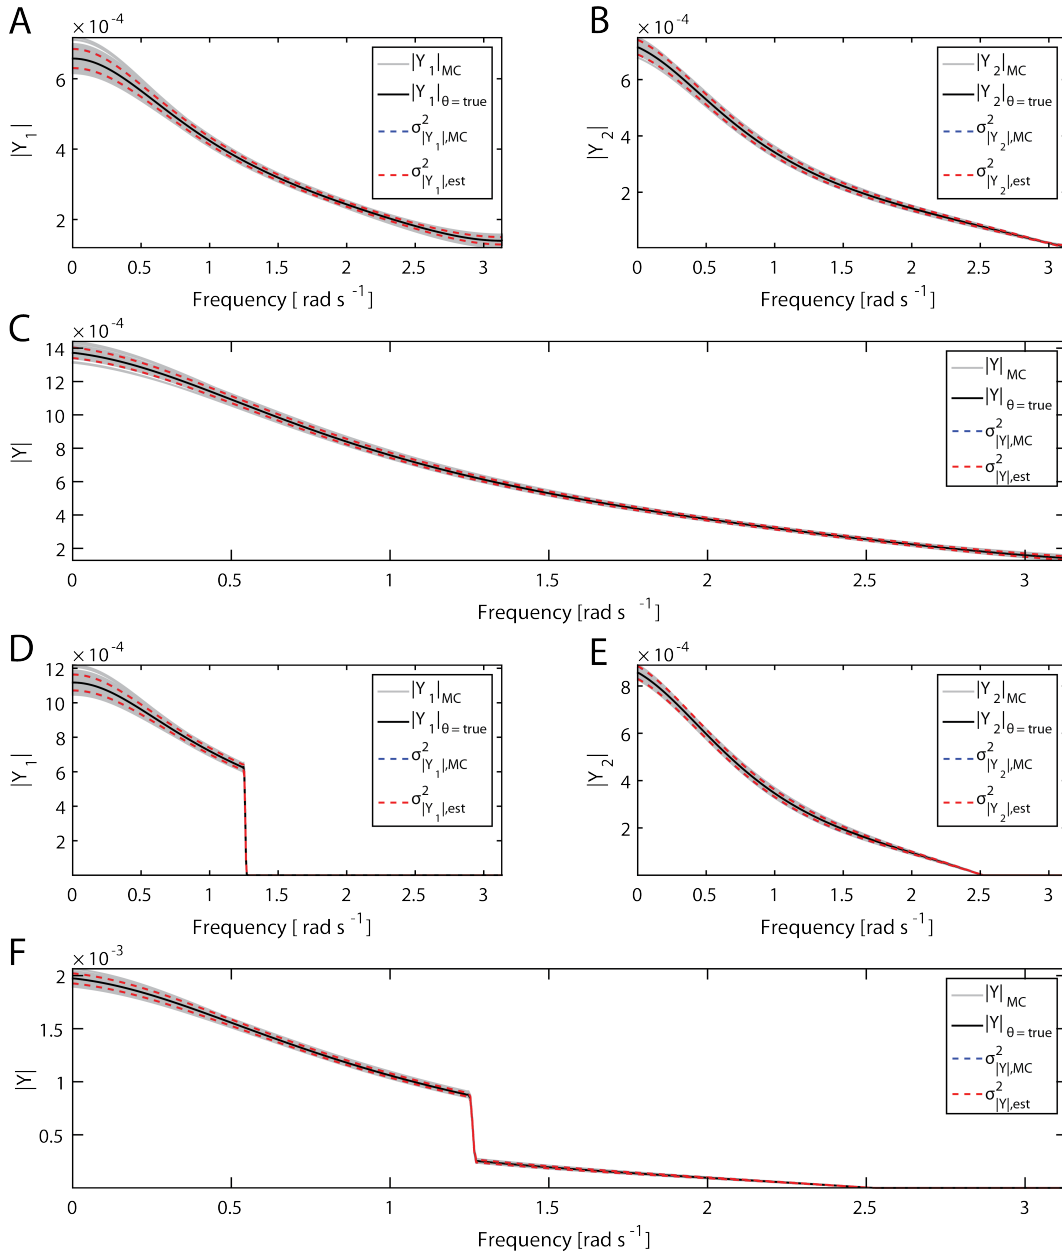 A
×10⁻⁴
|Y₁|
6
4
2
0 0.5 1 1.5 2 2.5 3
Frequency [ rad s ⁻¹]
|Y₁|MC
|Y₁|θ = true
σ²|Y₁|,MC
σ²|Y₁|,est
B
×10⁻⁴
|Y₂|
6
4
2
0 0.5 1 1.5 2 2.5 3
Frequency [ rad s ⁻¹]
|Y₂|MC
|Y₂|θ = true
σ²|Y₂|,MC
σ²|Y₂|,est
C
×10⁻⁴
|Y|
14
12
10
8
6
4
2
0 0.5 1 1.5 2 2.5 3
Frequency [rad s ⁻¹]
|Y|MC
|Y|θ = true
σ²|Y|,MC
σ²|Y|,est
D
×10⁻⁴
|Y₁|
12
10
8
6
4
2
0 0.5 1 1.5 2 2.5 3
Frequency [ rad s ⁻¹]
|Y₁|MC
|Y₁|θ = true
σ²|Y₁|,MC
σ²|Y₁|,est
E
×10⁻⁴
|Y₂|
8
6
4
2
0 0.5 1 1.5 2 2.5 3
Frequency [ rad s ⁻¹]
|Y₂|MC
|Y₂|θ = true
σ²|Y₂|,MC
σ²|Y₂|,est
F
×10⁻³
|Y|
2
1.5
1
0.5
0 0.5 1 1.5 2 2.5 3
Frequency [rad s ⁻¹]
|Y|MC
|Y|θ = true
σ²|Y|,MC
σ²|Y|,est